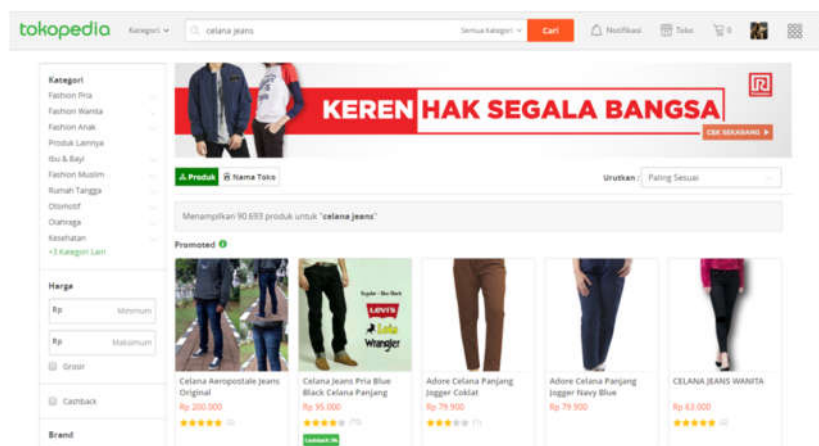 tokopedia
Kategori
celana jeans
Semua Kategori
Cari
Notifikasi
Toko
0
Kategori
Fashion Pria
Fashion Wanita
Fashion Anak
Produk Lainnya
Ibu & Bayi
Fashion Muslim
Rumah Tangga
Otomotif
Olahraga
Kesehatan
+3 Kategori Lain
Harga
Rp Minimum
Rp Maksimum
Grosir
Cashback
Brand
KEREN HAK SEGALA BANGSA
CEK SEKARANG
Produk
Nama Toko
Urutkan :
Paling Sesuai
Menampilkan 90.693 produk untuk "celana jeans"
Promoted
LEVI'S
Wrangler
Celana Aeropostale Jeans
Original
Rp 200.000
Celana Jeans Pria Blue
Black Celana Panjang
Rp 95.000
Adore Celana Panjang
Jogger Coklat
Rp 79.900
Adore Celana Panjang
Jogger Navy Blue
Rp 79.900
CELANA JEANS WANITA
Rp 63.000